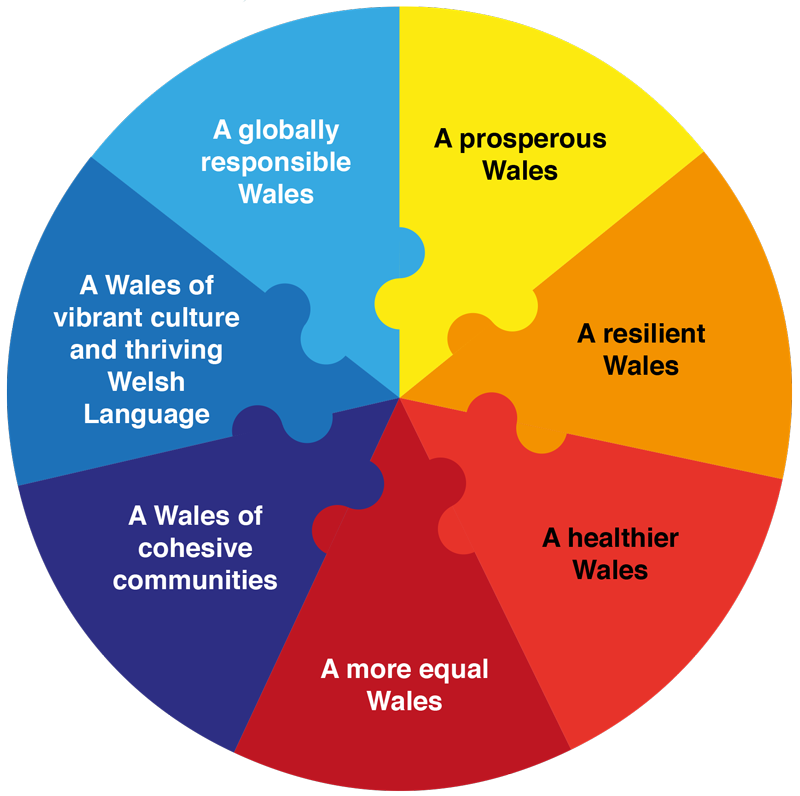 A prosperous
Wales
A resilient
Wales
A healthier
Wales
A more equal
Wales
A Wales of
cohesive
communities
A Wales of
vibrant culture
and thriving
Welsh
Language
A globally
responsible
Wales